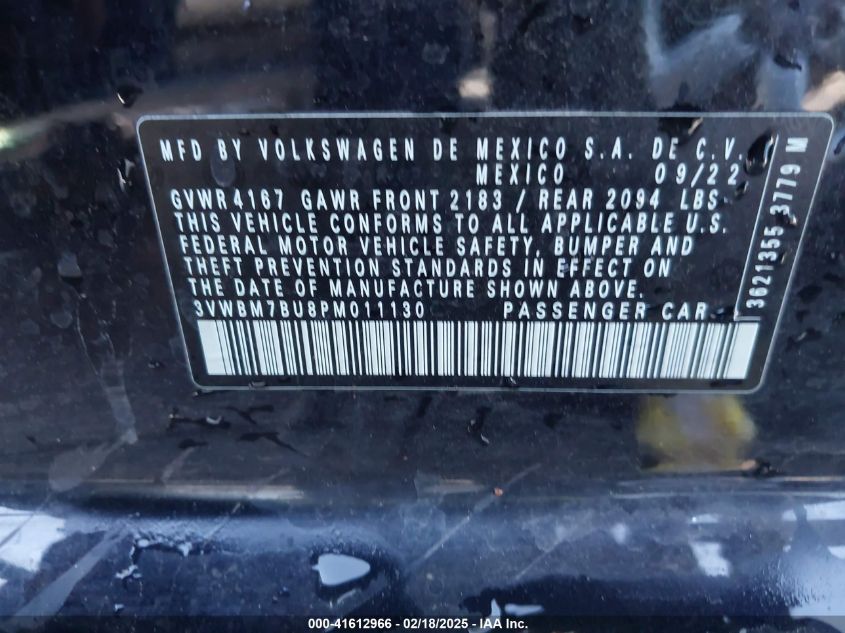 MFD BY VOLKSWAGEN DE MEXICO S.A. DE C.V.
MEXICO 09/22
GVWR 4167 GAWR FRONT 2183 / REAR 2094 LBS
THIS VEHICLE CONFORMS TO ALL APPLICABLE U.S.
FEDERAL MOTOR VEHICLE SAFETY, BUMPER AND
THEFT PREVENTION STANDARDS IN EFFECT ON
THE DATE OF MANUFACTURE SHOWN ABOVE.
3VWBM7BU8PM011130 PASSENGER CAR
3621355 3779 M
000-41612966 - 02/18/2025 - IAA Inc.